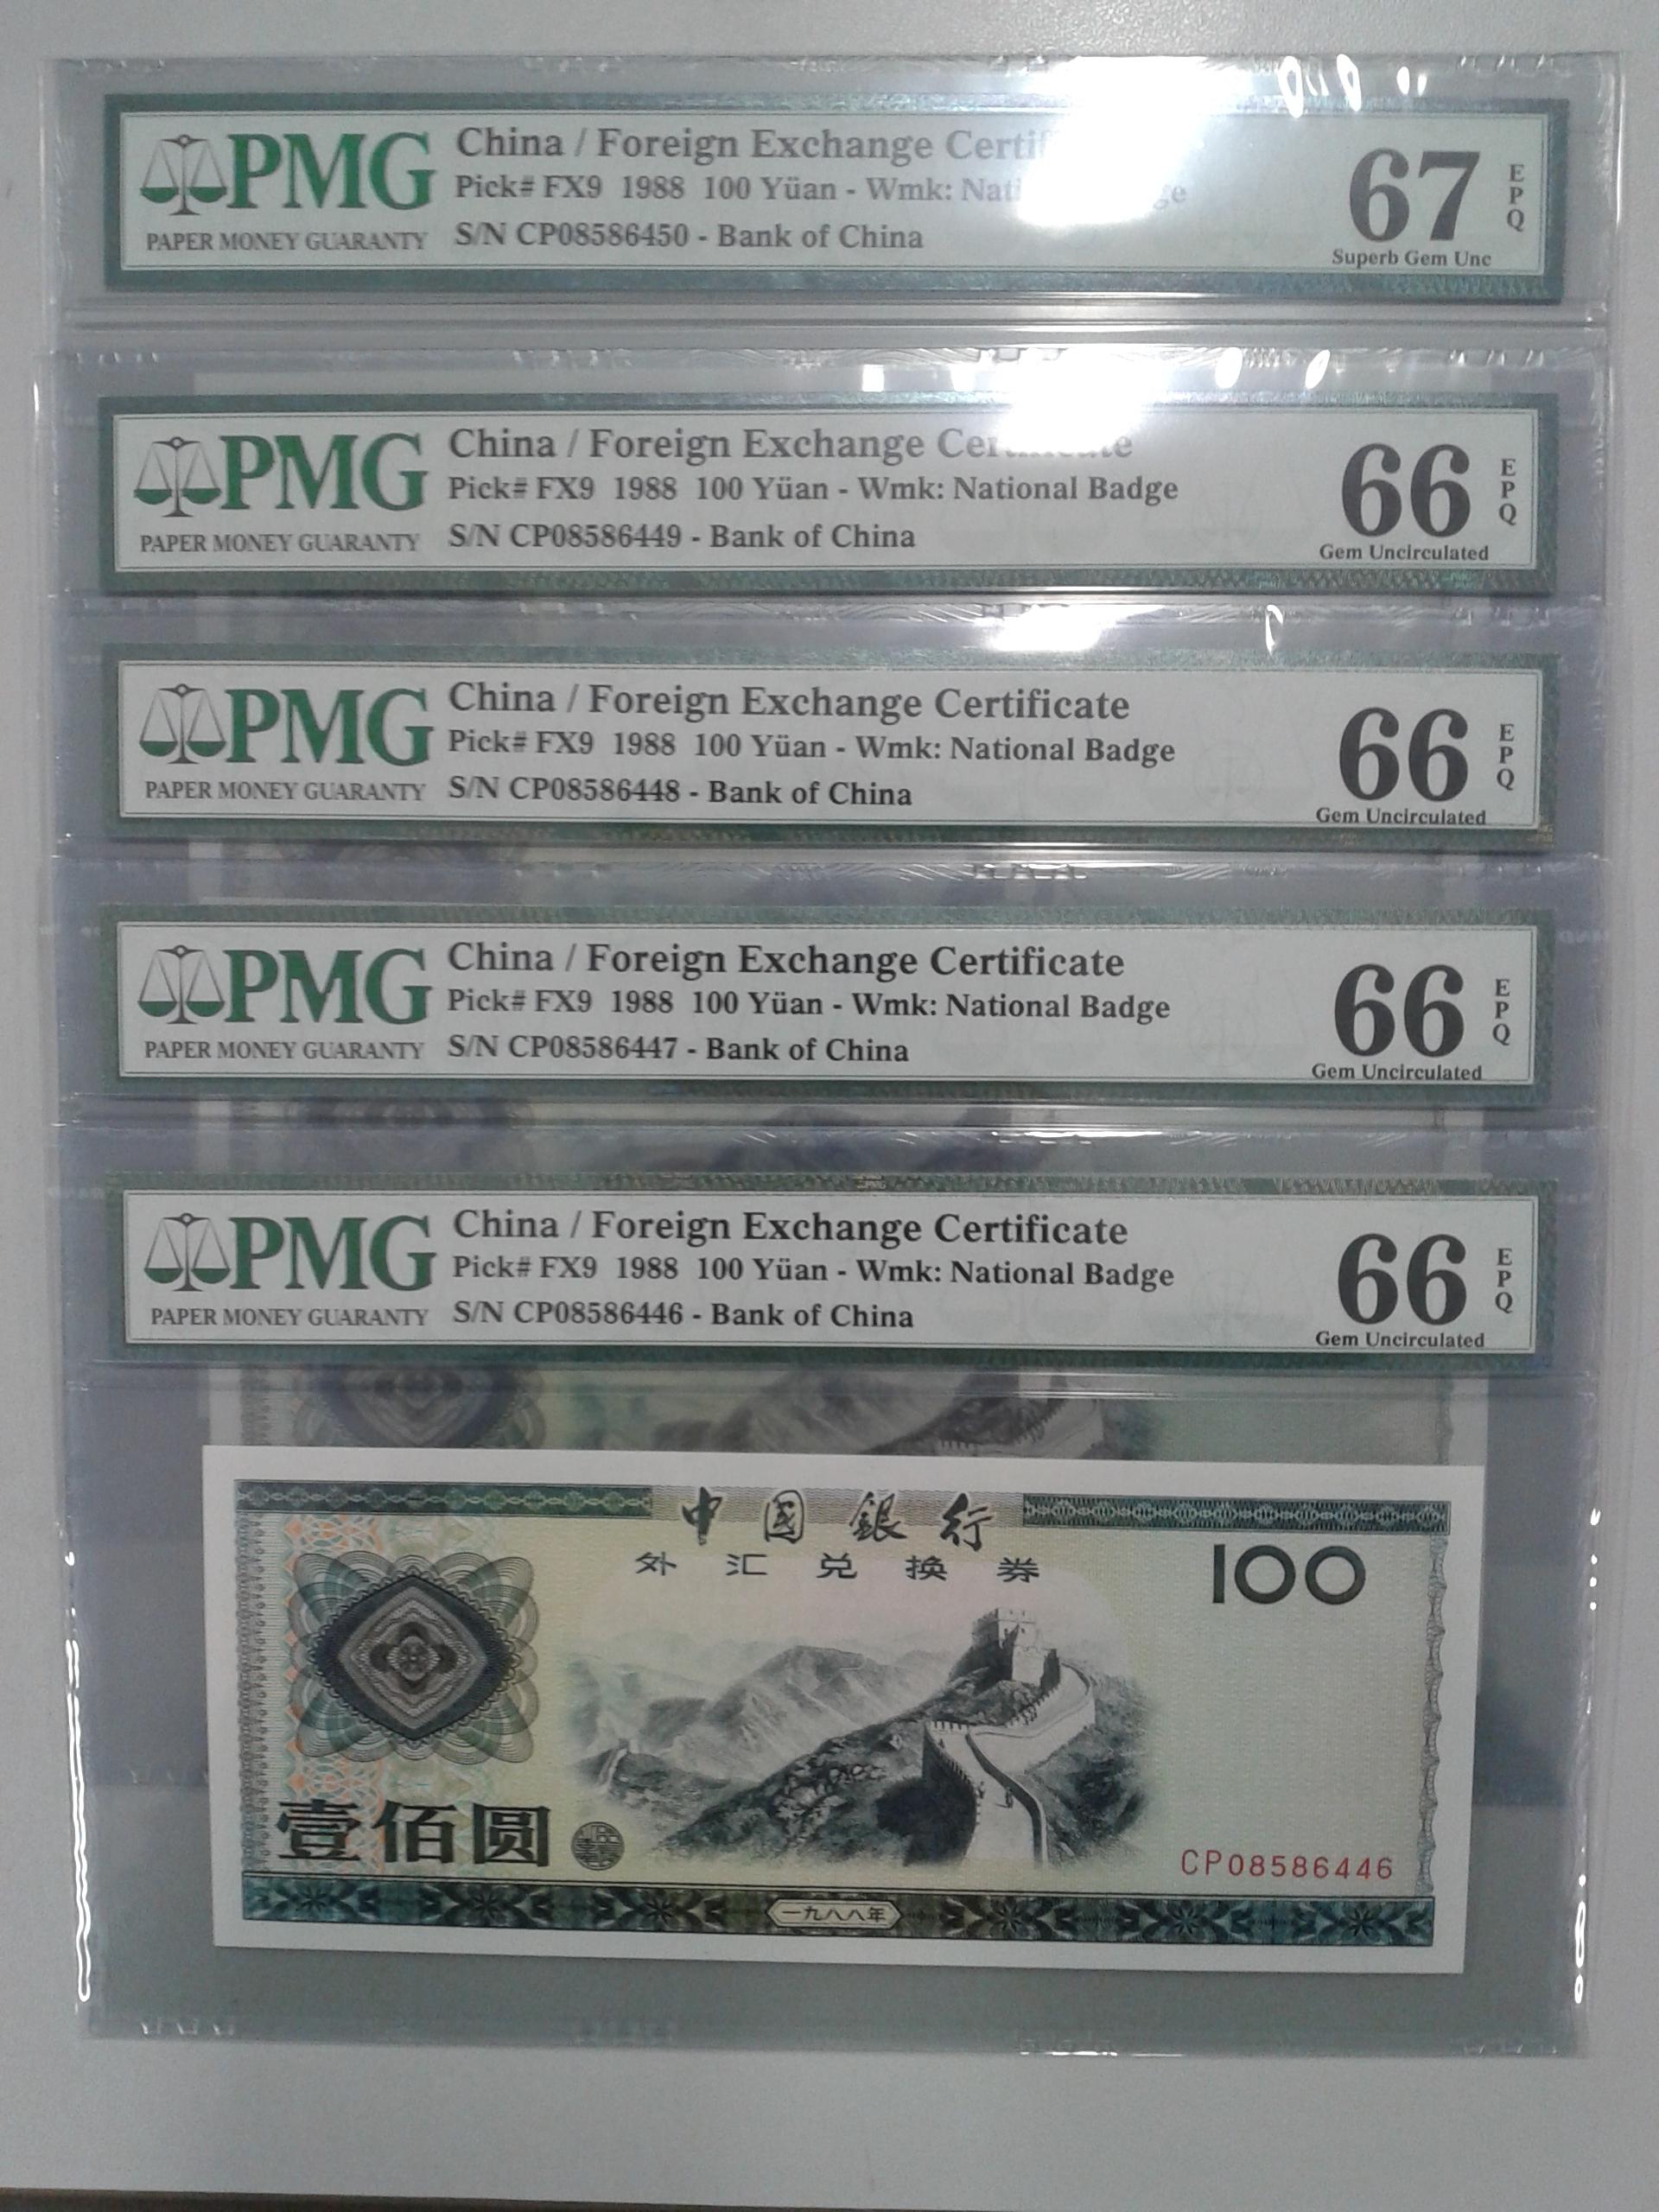 PMG
PAPER MONEY GUARANTY
China / Foreign Exchange
Pick# FX9 1988 100 Yüan - Wmk:
S/N CP08586450 - Bank of China
67
EPQ
Superb Gem Unc
PMG
PAPER MONEY GUARANTY
China / Foreign Exchange
Pick# FX9 1988 100 Yüan - Wmk: National Badge
S/N CP08586449 - Bank of China
66
EPQ
Gem Uncirculated
PMG
PAPER MONEY GUARANTY
China / Foreign Exchange Certificate
Pick# FX9 1988 100 Yüan - Wmk: National Badge
S/N CP08586448 - Bank of China
66
EPQ
Gem Uncirculated
PMG
PAPER MONEY GUARANTY
China / Foreign Exchange Certificate
Pick# FX9 1988 100 Yüan - Wmk: National Badge
S/N CP08586447 - Bank of China
66
EPQ
Gem Uncirculated
PMG
PAPER MONEY GUARANTY
China / Foreign Exchange Certificate
Pick# FX9 1988 100 Yüan - Wmk: National Badge
S/N CP08586446 - Bank of China
66
EPQ
Gem Uncirculated
中国銀行
外汇兑换券
100
壹佰圆
CP08586446
一九八八年